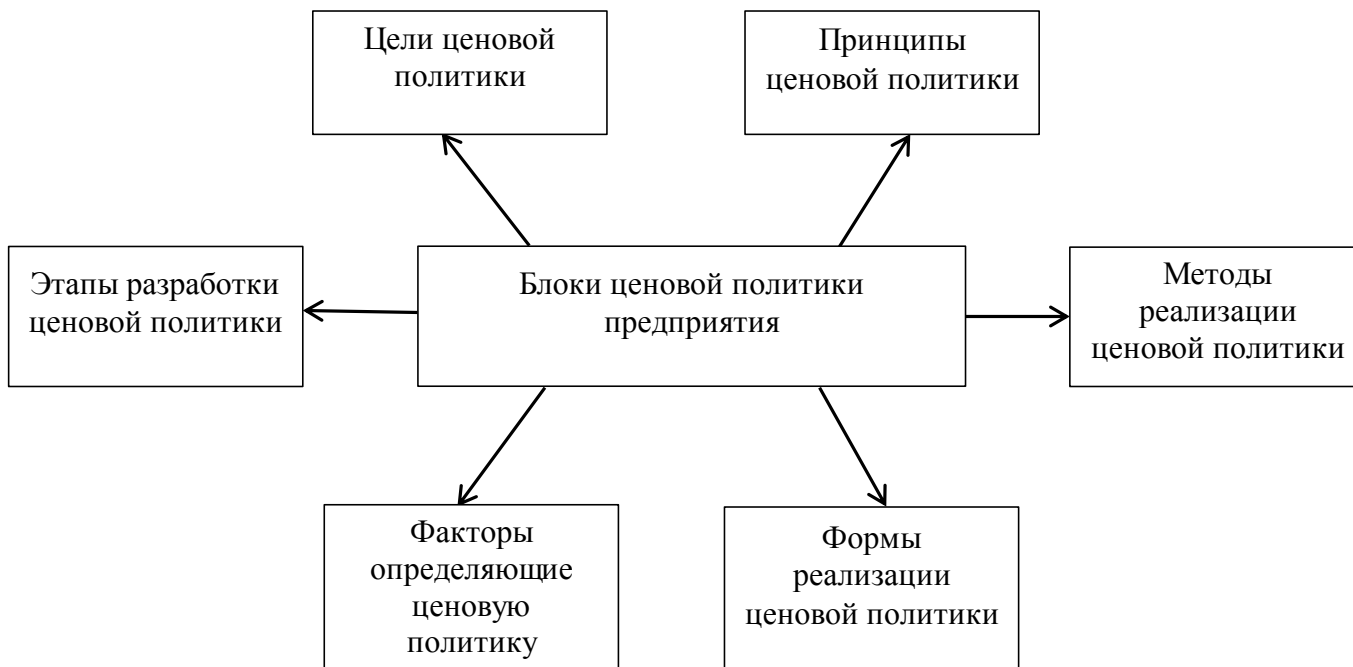 Цели ценовой
политики
Принципы
ценовой политики
Этапы разработки
ценовой политики
Блоки ценовой политики
предприятия
Методы
реализации
ценовой политики
Факторы
определяющие
ценовую
политику
Формы
реализации
ценовой политики